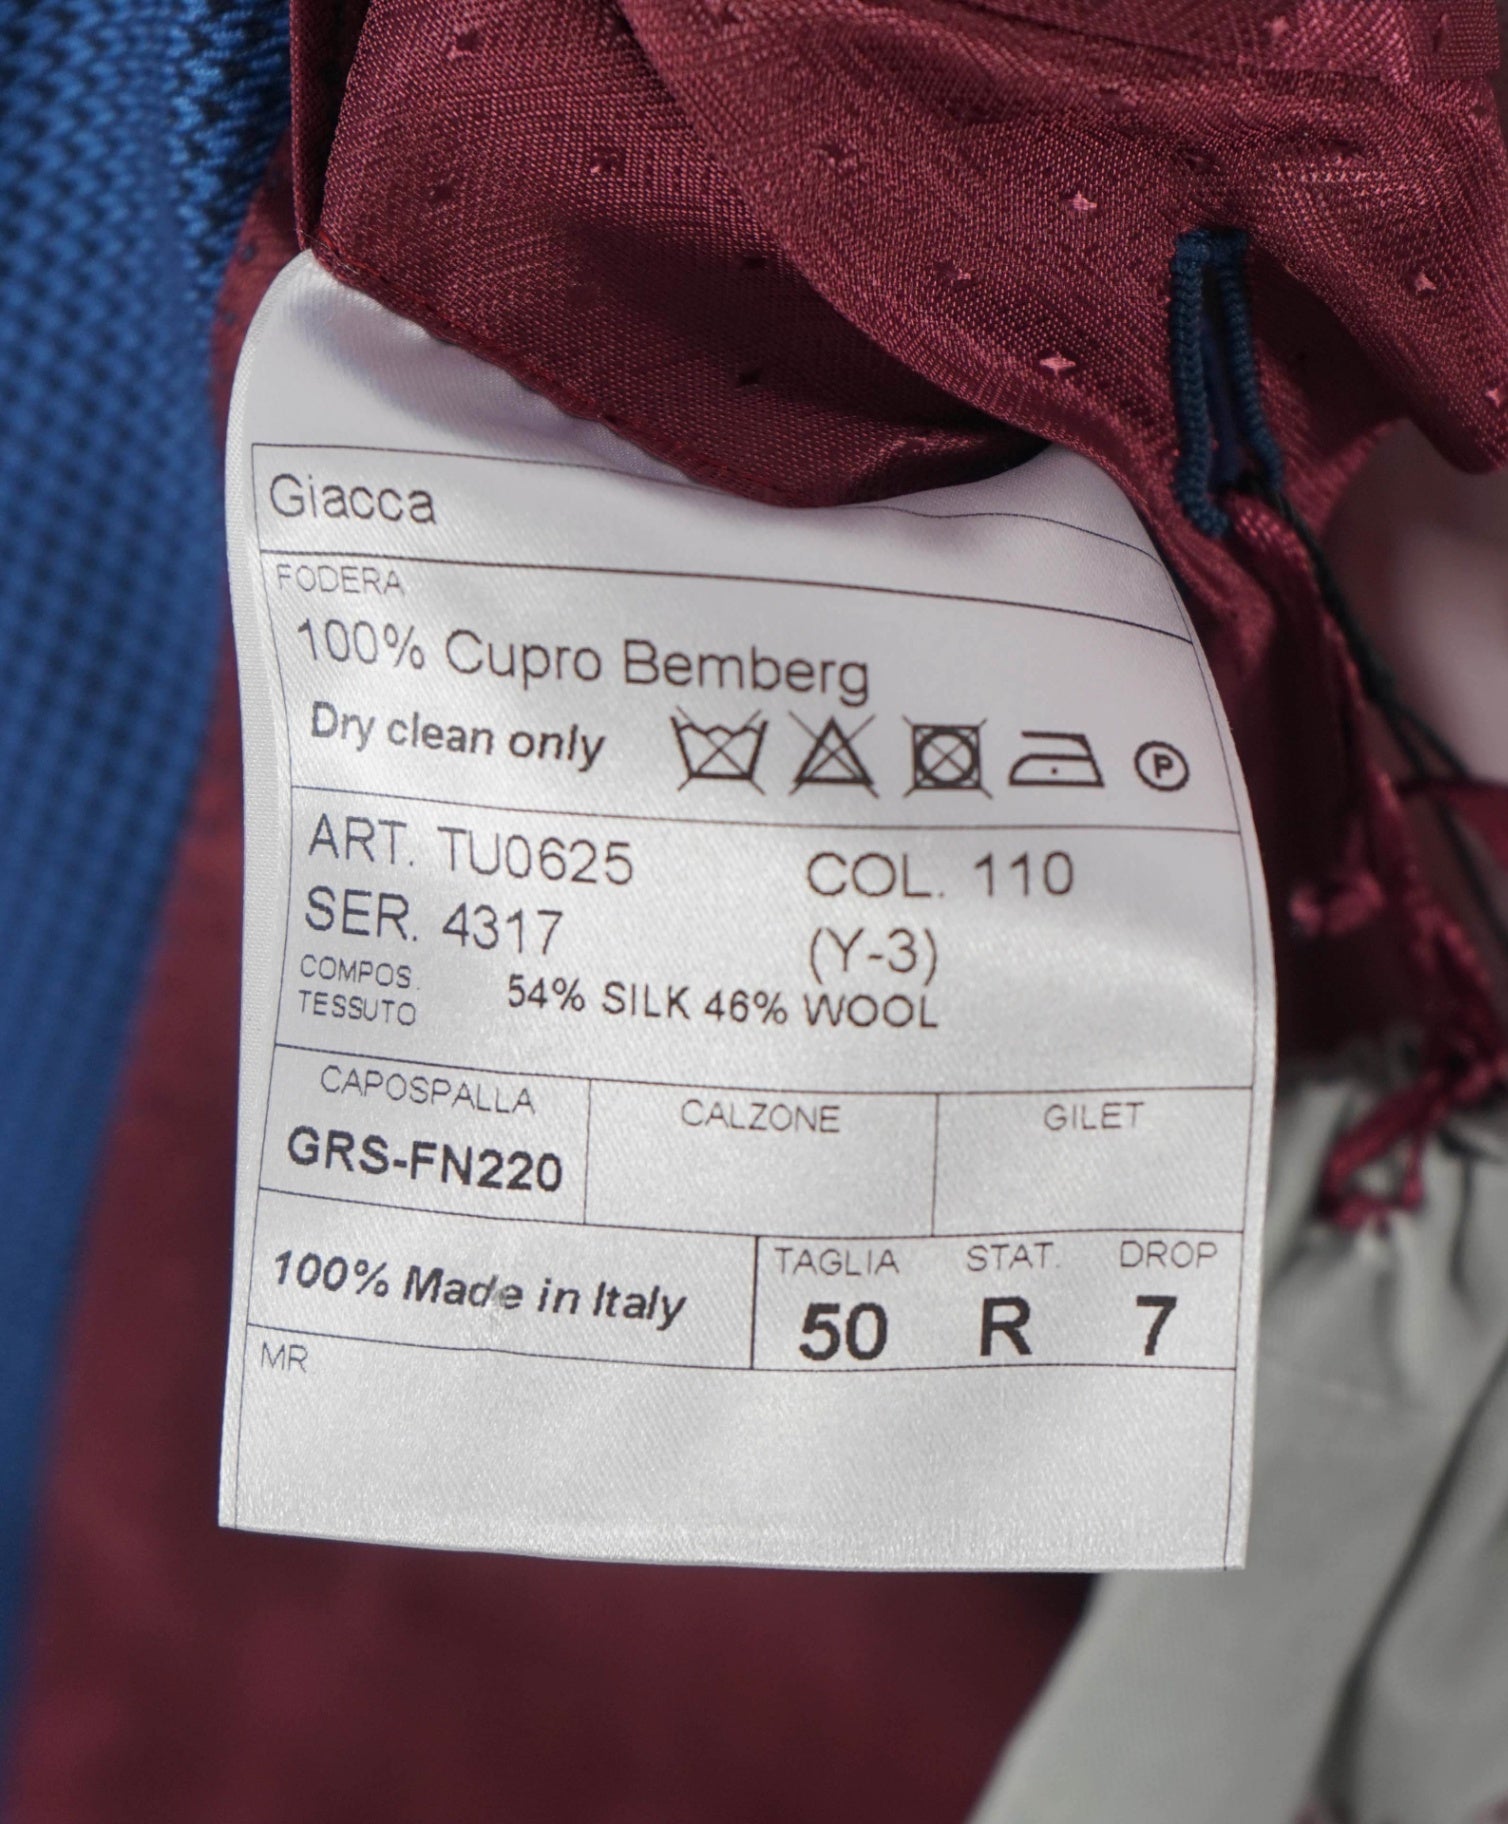 Giacca
FODERA
100% Cupro Bemberg
Dry clean only P
ART. TU0625 COL. 110
SER. 4317 (Y-3)
COMPOS.
TESSUTO 54% SILK 46% WOOL
CAPOSPALLA CALZONE GILET
GRS-FN220
100% Made in Italy
TAGLIA STAT. DROP
50 R 7
MR